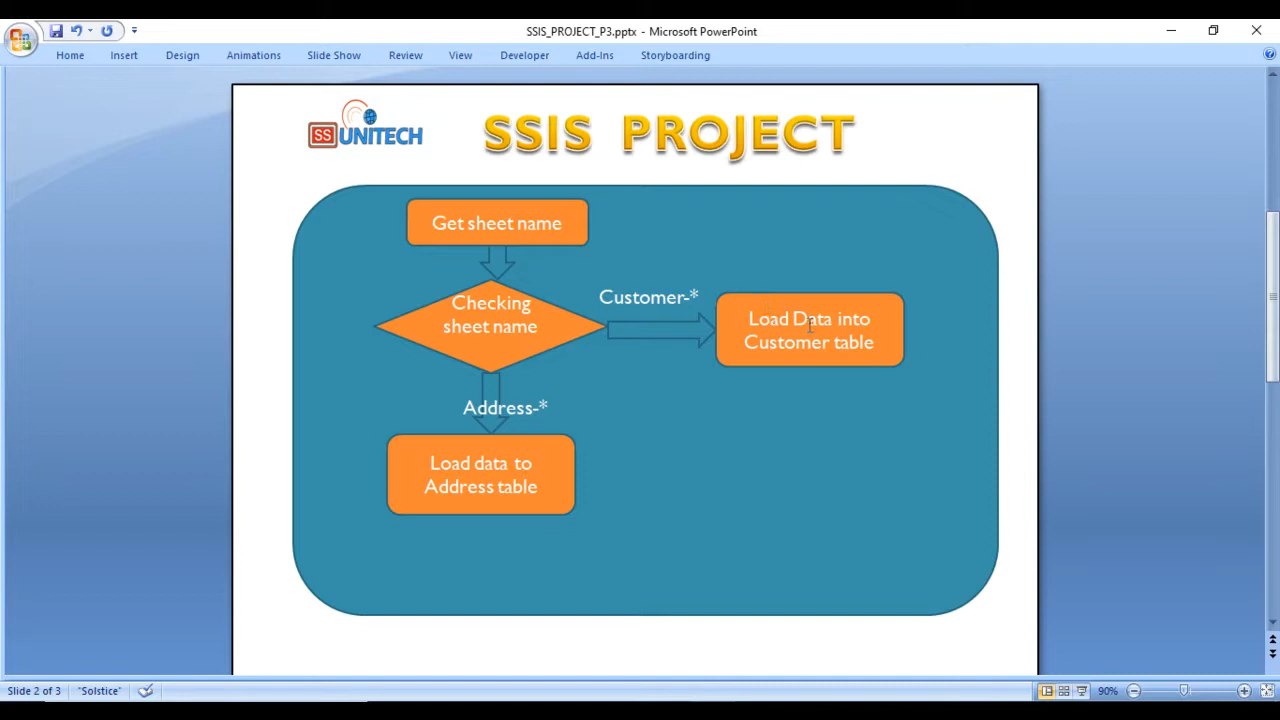 SSIS_PROJECT_P3.pptx - Microsoft PowerPoint
Home Insert Design Animations Slide Show Review View Developer Add-Ins Storyboarding
SS UNITECH
SSIS PROJECT
Get sheet name
Checking
sheet name
Customer-*
Load Data into
Customer table
Address-*
Load data to
Address table
Slide 2 of 3 "Solstice" 90%